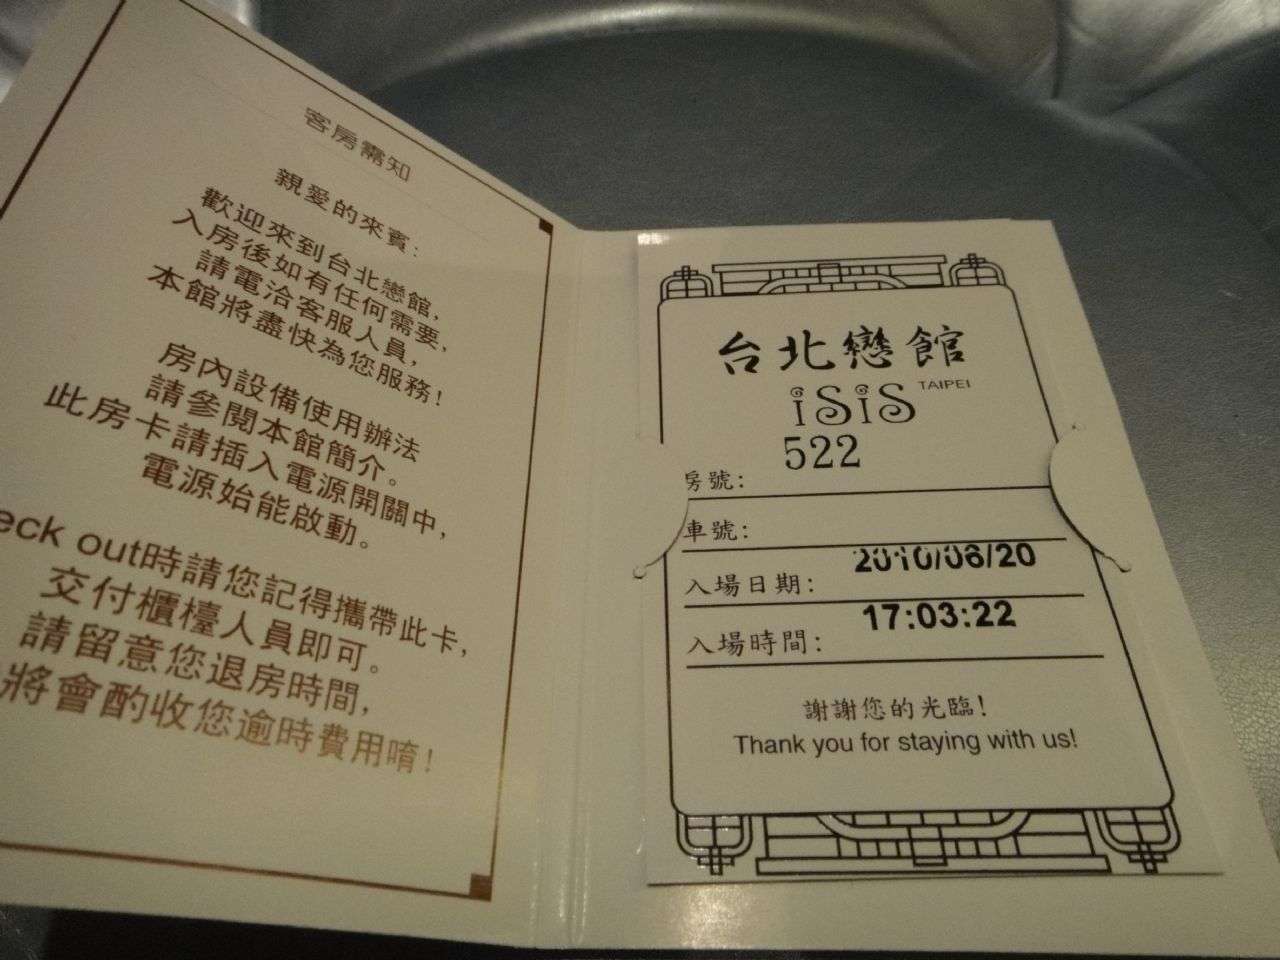 客房需知
親愛的來賓:
歡迎來到台北戀館,
入房後如有任何需要,
請電洽客服人員,
本館將盡快為您服務!
房內設備使用辦法
請參閱本館簡介。
此房卡請插入電源開關中,
電源始能啟動。
eck out時請您記得攜帶此卡,
交付櫃檯人員即可。
請留意您退房時間,
將會酌收您逾時費用唷!
台北戀館
iSiS TAIPEI
522
房號:
車號:
2010/06/20
入場日期:
17:03:22
入場時間:
謝謝您的光臨!
Thank you for staying with us!